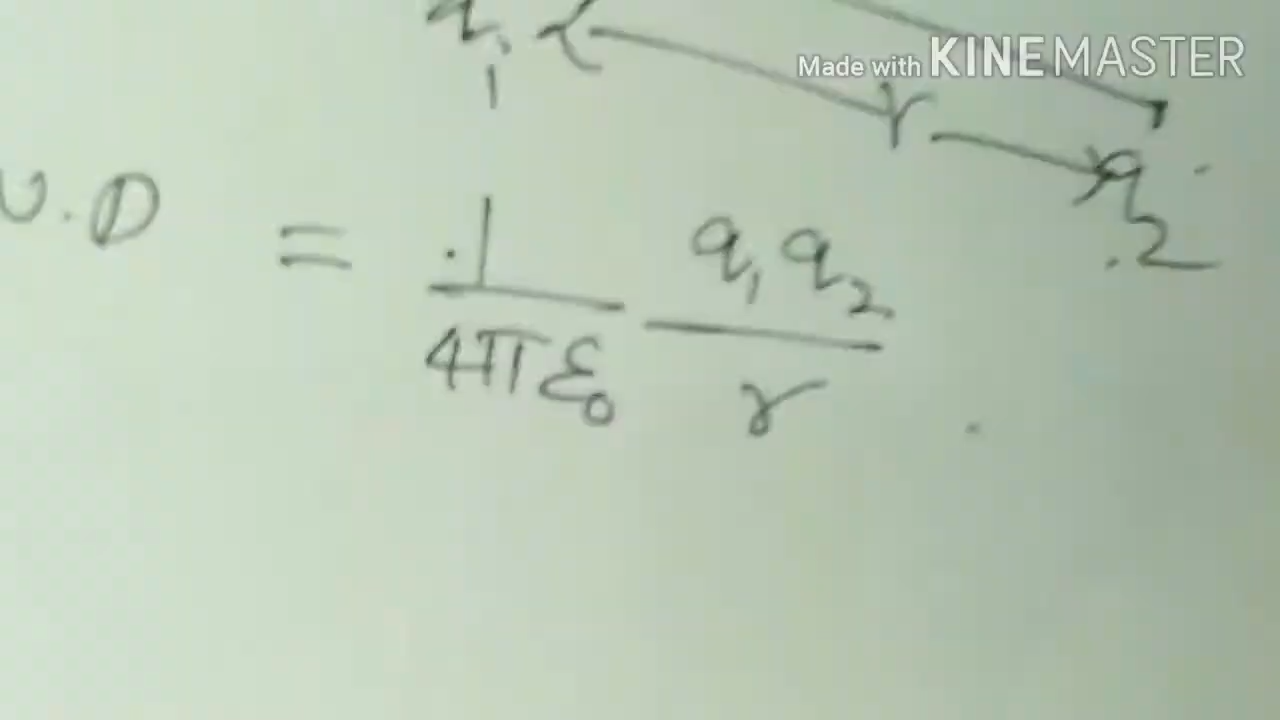 Made with KINEMASTER
q₁
r
q₂
W.D = 1/4πε₀ q₁q₂/r